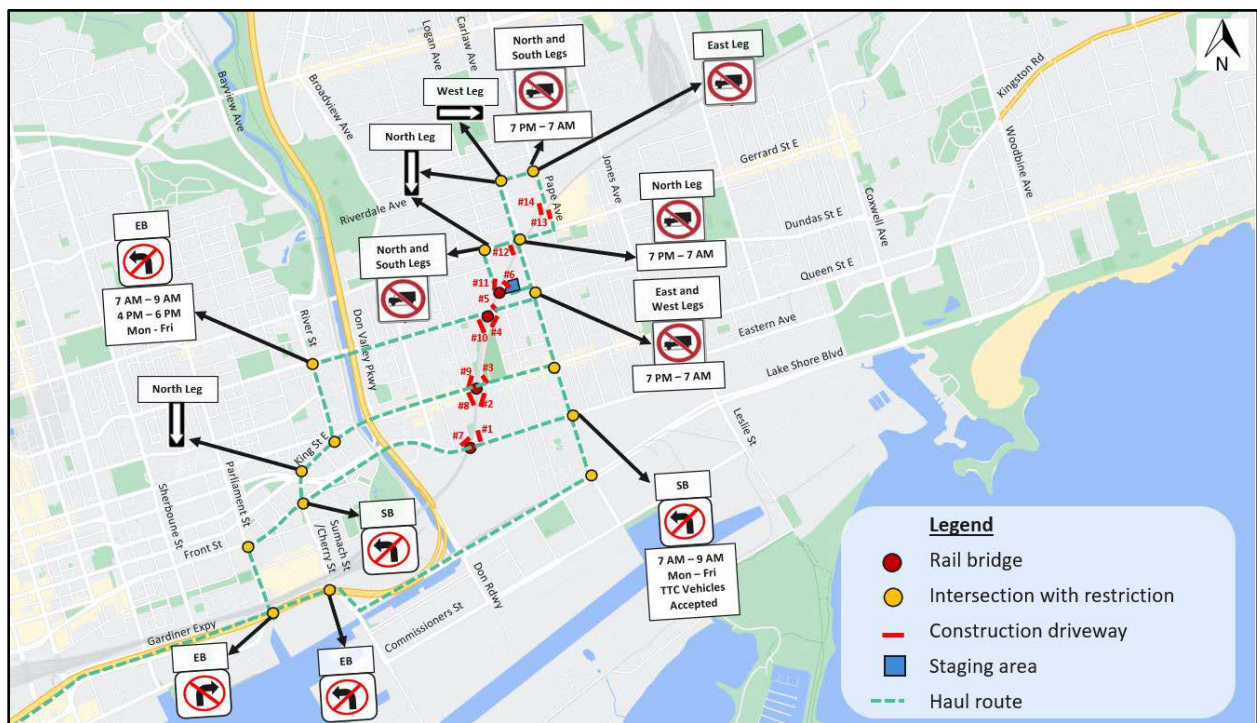 Logan Ave
Carlaw Ave
North and
South Legs
7 PM – 7 AM
East Leg
N
West Leg
North Leg
Bayview Ave
Broadview Ave
Kingston Rd
Woodbine Ave
Gerrard St E
Jones Ave
Pape Ave
Riverdale Ave
#14
#13
North Leg
7 PM – 7 AM
Coxwell Ave
Dundas St E
EB
7 AM – 9 AM
4 PM – 6 PM
Mon - Fri
North and
South Legs
#12
#6
#11
#5
#4
#10
Queen St E
East and
West Legs
7 PM – 7 AM
Eastern Ave
Lake Shore Blvd
River St
Don Valley Pkwy
#9
#3
#8
#2
#7
#1
North Leg
King St E
Leslie St
Parliament St
Sherboune St
Front St
SB
Sumach St
/Cherry St
Don Rdwy
SB
7 AM – 9 AM
Mon – Fri
TTC Vehicles
Accepted
Commissioners St
Gardiner Expy
EB
EB
Legend
Rail bridge
Intersection with restriction
Construction driveway
Staging area
Haul route